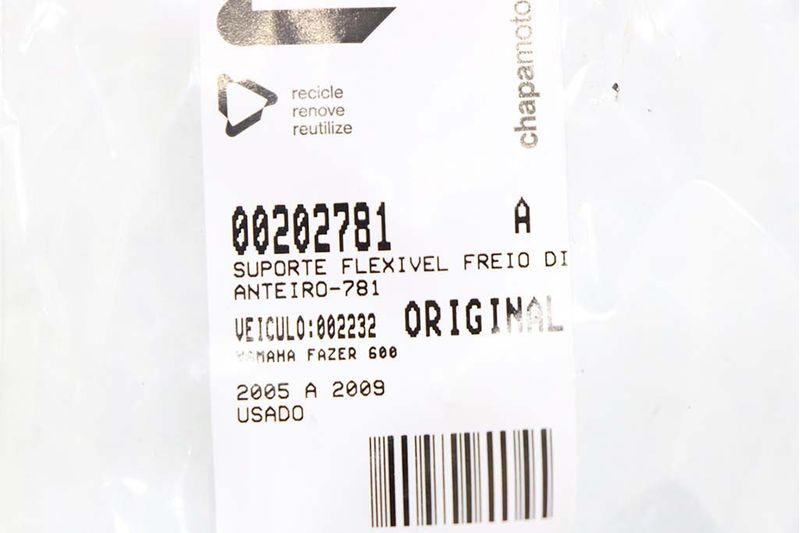 recicle
renove
reutilize
chapamoto
00202781 A
SUPORTE FLEXIVEL FREIO DI
ANTEIRO-781
VEICULO:002232 ORIGINAL
YAMAHA FAZER 600
2005 A 2009
USADO